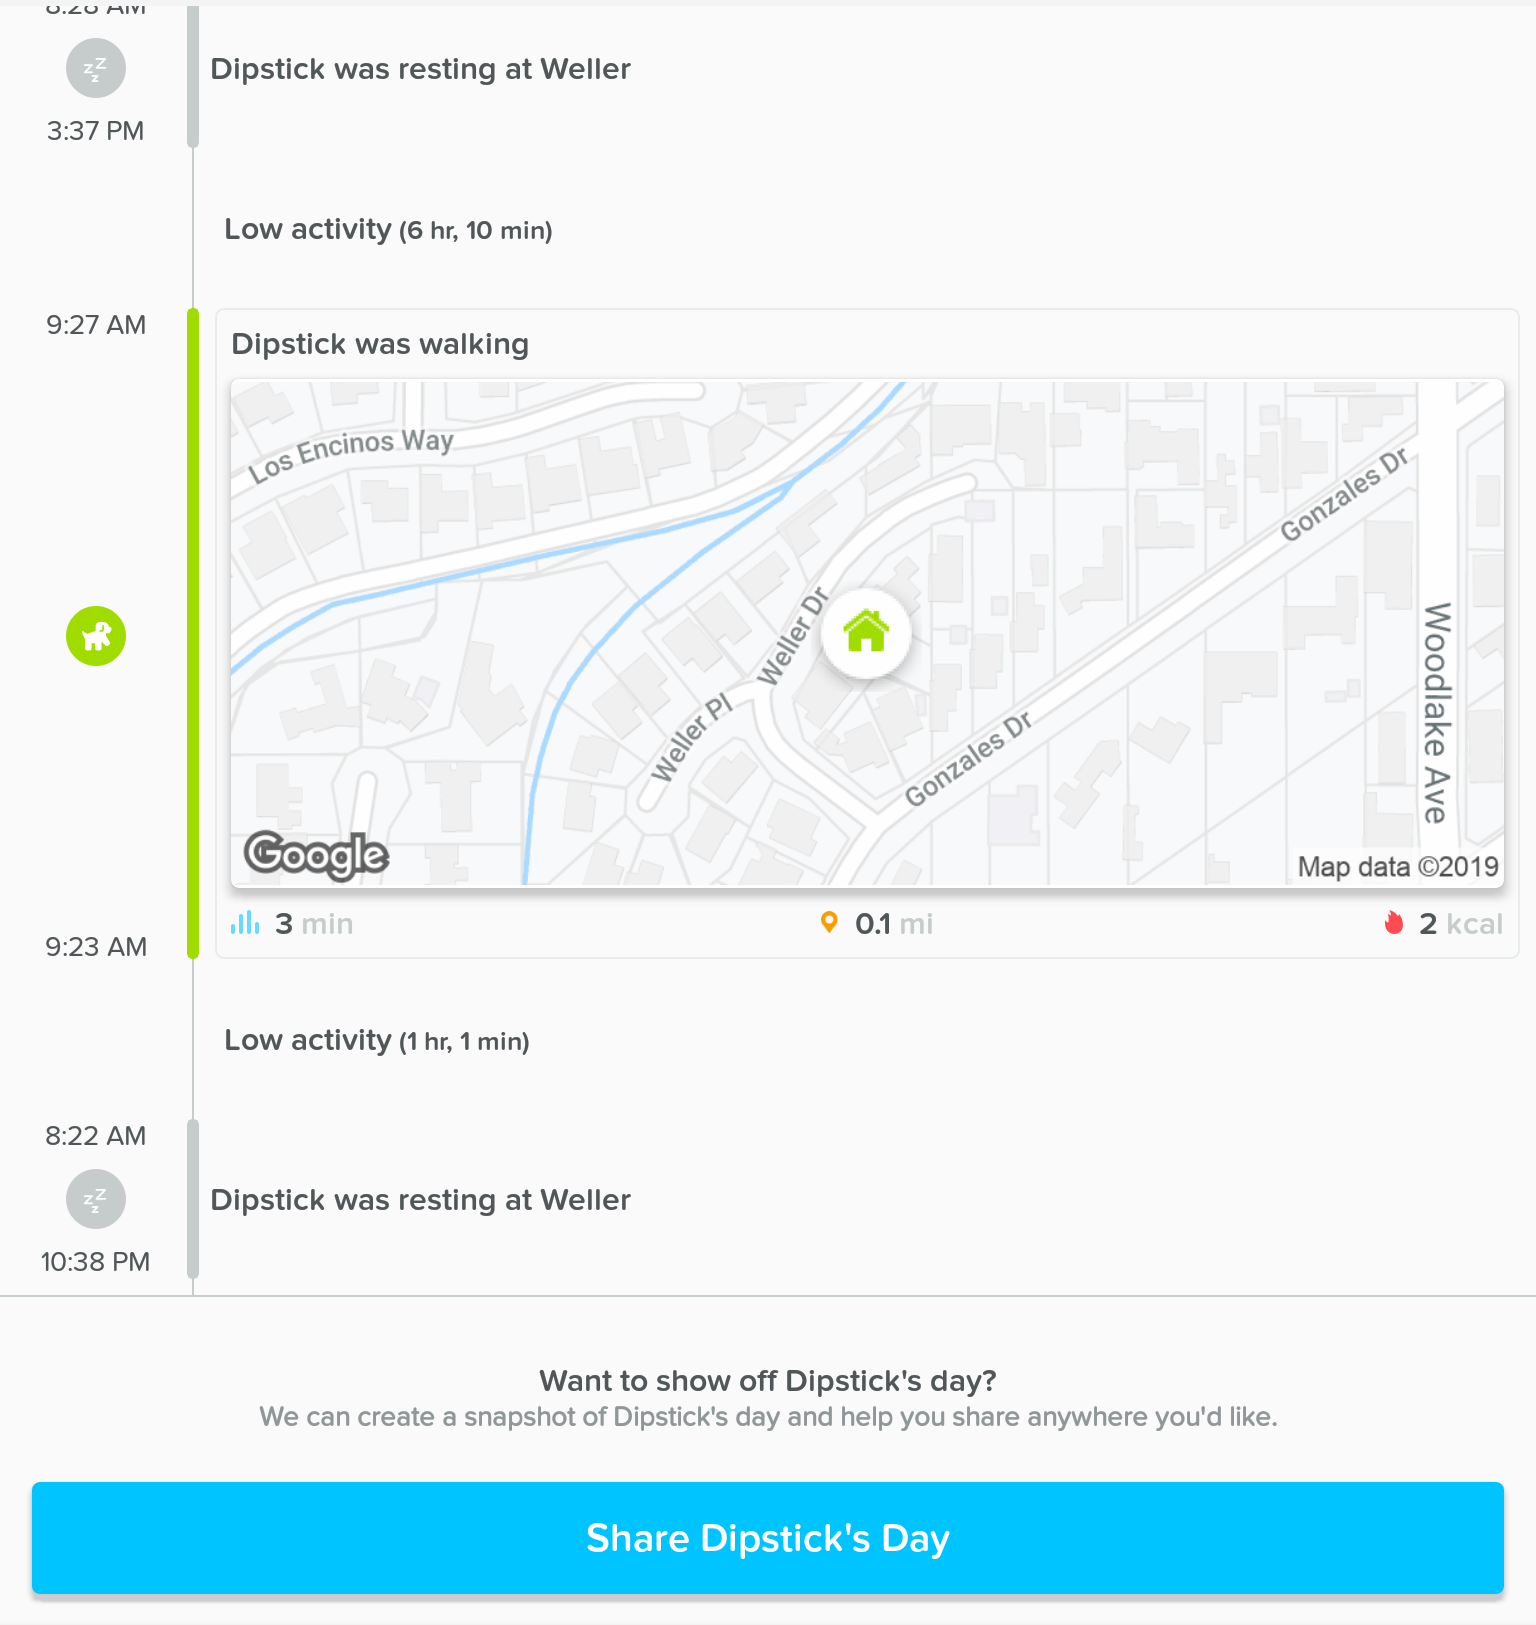 8:28 AM
Dipstick was resting at Weller
3:37 PM
Low activity (6 hr, 10 min)
9:27 AM
Dipstick was walking
Los Encinos Way
Gonzales Dr
Weller Dr
Woodlake Ave
Weller Pl
Gonzales Dr
Google
Map data ©2019
3 min
0.1 mi
2 kcal
9:23 AM
Low activity (1 hr, 1 min)
8:22 AM
Dipstick was resting at Weller
10:38 PM
Want to show off Dipstick's day?
We can create a snapshot of Dipstick's day and help you share anywhere you'd like.
Share Dipstick's Day